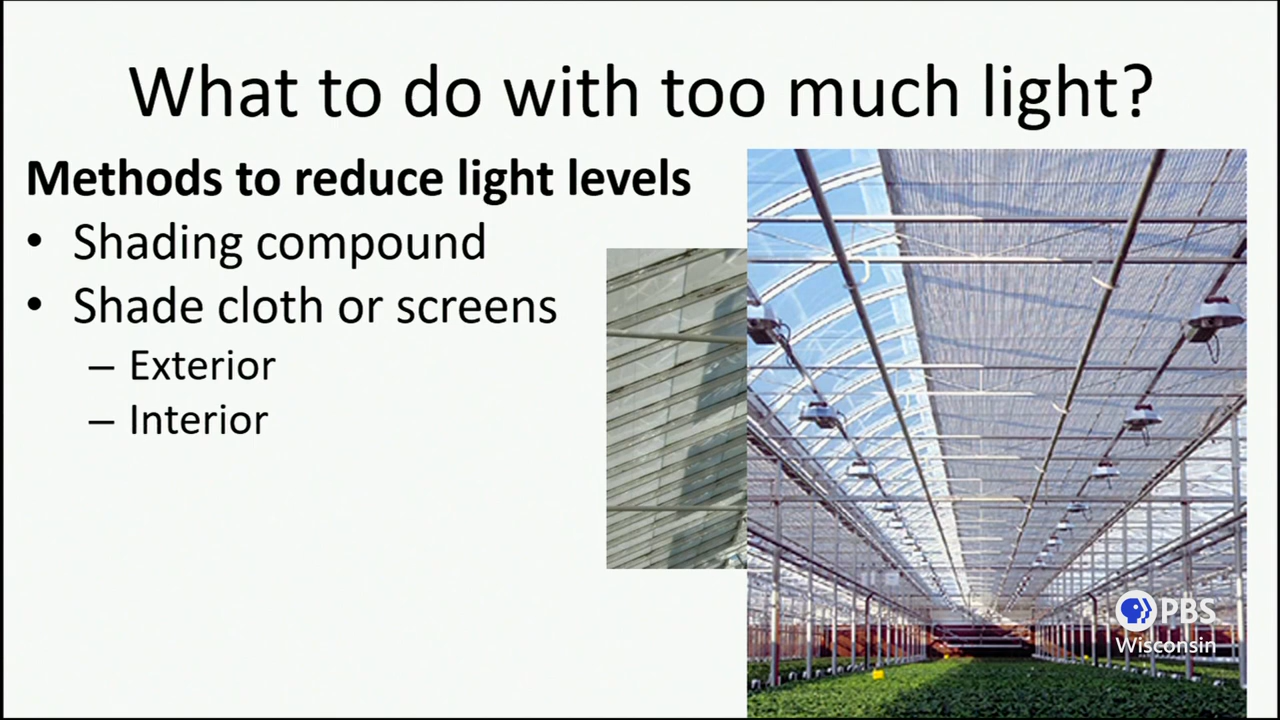 What to do with too much light?
Methods to reduce light levels
• Shading compound
• Shade cloth or screens
– Exterior
– Interior
PBS
Wisconsin